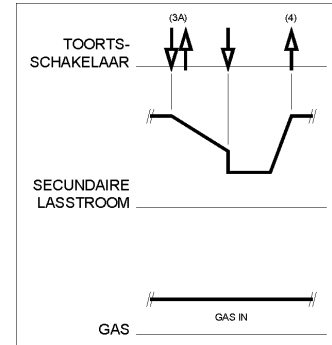 (3A)
(4)
TOORTS-
SCHAKELAAR
SECUNDAIRE
LASSTROOM
GAS IN
GAS